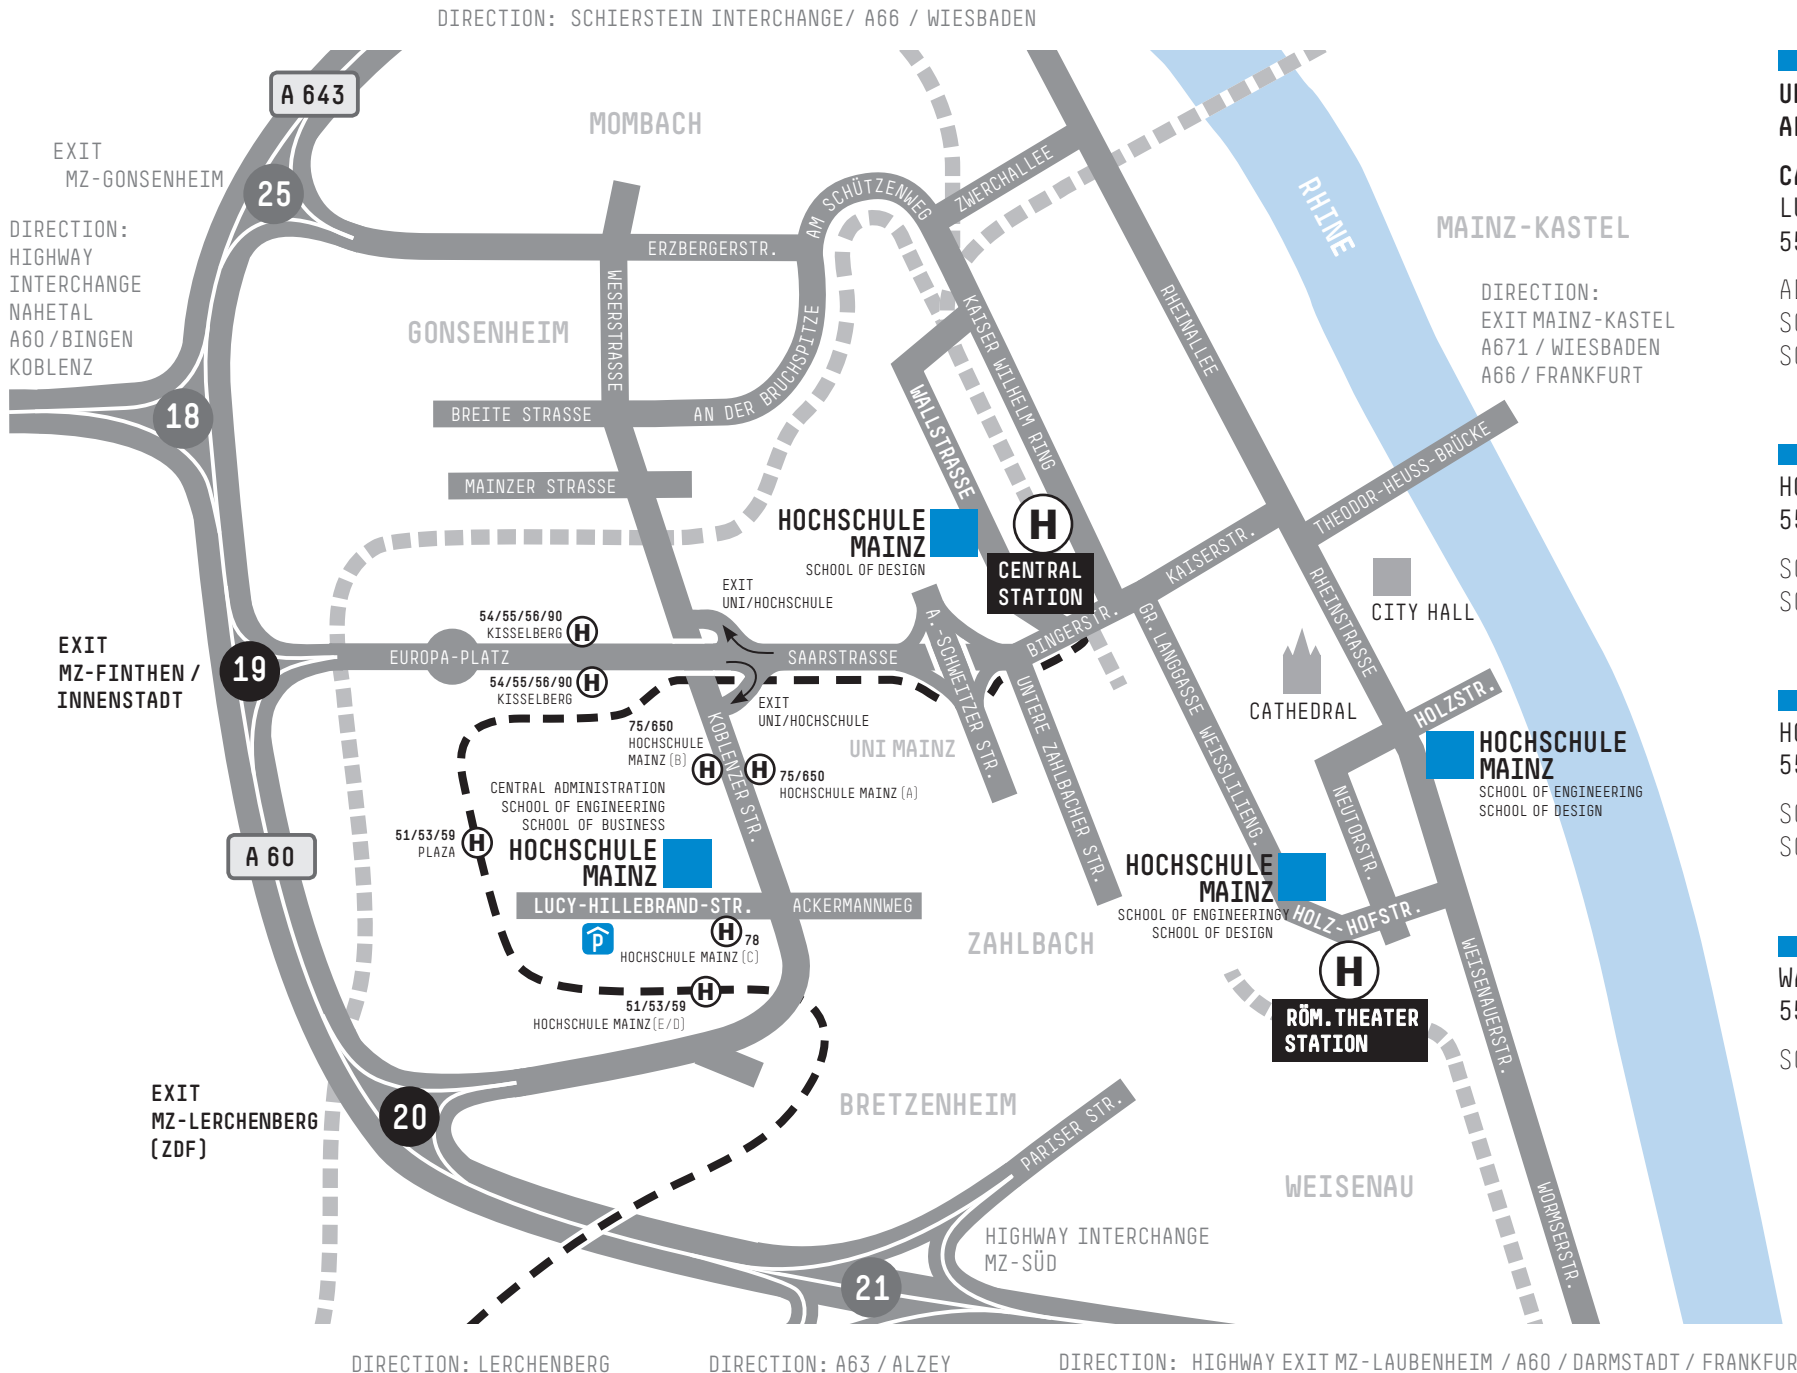 DIRECTION: SCHIERSTEIN INTERCHANGE/ A66 / WIESBADEN
A 643
MOMBACH
EXIT
MZ-GONSENHEIM
25
DIRECTION:
HIGHWAY
INTERCHANGE
NAHETAL
A60/BINGEN
KOBLENZ
18
ERZBERGERSTR.
AM SCHÜTZENWEG
ZWERCHALLEE
RHINE
MAINZ-KASTEL
DIRECTION:
EXIT MAINZ-KASTEL
A671 / WIESBADEN
A66 / FRANKFURT
GONSENHEIM
WESERSTRASSE
BREITE STRASSE
AN DER BRUCHSPITZE
MAINZER STRASSE
WALLSTRASSE
KAISER WILHELM RING
RHEINALLEE
THEODOR-HEUSS-BRÜCKE
HOCHSCHULE
MAINZ
SCHOOL OF DESIGN
H
CENTRAL
STATION
KAISERSTR.
BINGERSTR.
RHEINSTRASSE
CITY HALL
CATHEDRAL
GR.LANGGASSE
WEISSLILIENG.
EXIT
UNI/HOCHSCHULE
54/55/56/90
KISSELBERG
H
EUROPA-PLATZ
SAARSTRASSE
54/55/56/90
KISSELBERG
H
EXIT
UNI/HOCHSCHULE
A.-SCHWEITZER STR.
UNTERE ZAHLBACHER STR.
EXIT
MZ-FINTHEN /
INNENSTADT
19
75/650
HOCHSCHULE
MAINZ (B)
H
KOBLENZER STR.
H
75/650
HOCHSCHULE MAINZ (A)
UNI MAINZ
HOLZSTR.
HOCHSCHULE
MAINZ
SCHOOL OF ENGINEERING
SCHOOL OF DESIGN
NEUTORSTR.
CENTRAL ADMINISTRATION
SCHOOL OF ENGINEERING
SCHOOL OF BUSINESS
HOCHSCHULE
MAINZ
51/53/59
PLAZA
H
A 60
LUCY-HILLEBRAND-STR.
ACKERMANNWEG
P
H
78
HOCHSCHULE MAINZ (C)
51/53/59
H
HOCHSCHULE MAINZ (E/D)
HOCHSCHULE
MAINZ
SCHOOL OF ENGINEERINGY
SCHOOL OF DESIGN
HOLZ-HOFSTR.
ZAHLBACH
H
RÖM.THEATER
STATION
WEISENAUERSTR.
EXIT
MZ-LERCHENBERG
(ZDF)
20
BRETZENHEIM
PARISER STR.
WEISENAU
WORMSERSTR.
HIGHWAY INTERCHANGE
MZ-SÜD
21
DIRECTION: LERCHENBERG
DIRECTION: A63 / ALZEY
DIRECTION: HIGHWAY EXIT MZ-LAUBENHEIM / A60 / DARMSTADT / FRANKFUR